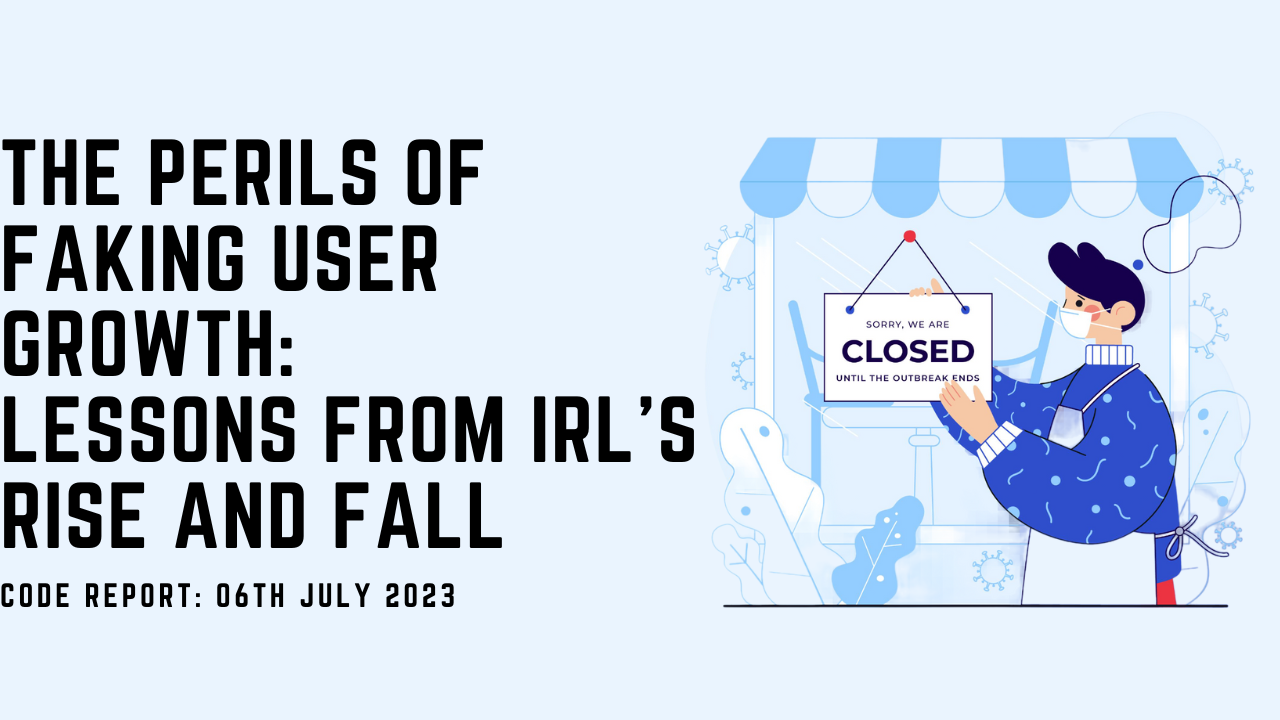 THE PERILS OF
FAKING USER
GROWTH:
LESSONS FROM IRL'S
RISE AND FALL
CODE REPORT: 06TH JULY 2023
SORRY, WE ARE
CLOSED
UNTIL THE OUTBREAK ENDS